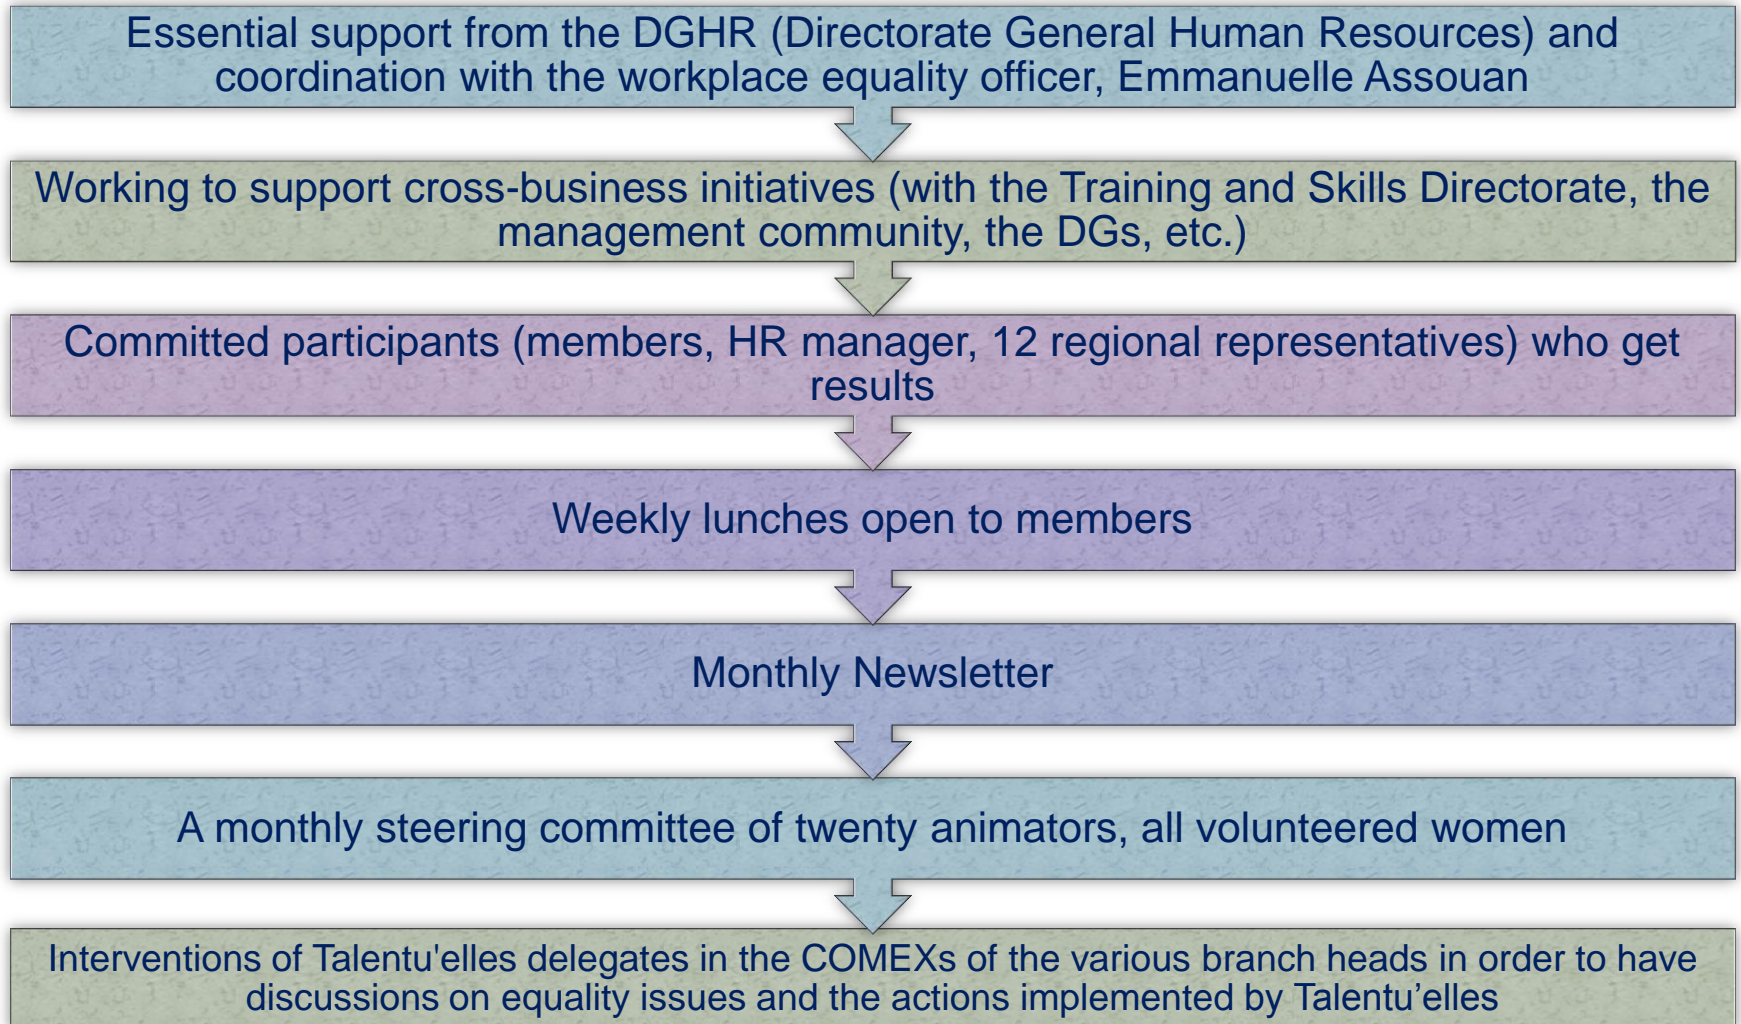 Essential support from the DGHR (Directorate General Human Resources) and
coordination with the workplace equality officer, Emmanuelle Assouan
Working to support cross-business initiatives (with the Training and Skills Directorate, the
management community, the DGs, etc.)
Committed participants (members, HR manager, 12 regional representatives) who get
results
Weekly lunches open to members
Monthly Newsletter
A monthly steering committee of twenty animators, all volunteered women
Interventions of Talentu'elles delegates in the COMEXs of the various branch heads in order to have
discussions on equality issues and the actions implemented by Talentu’elles